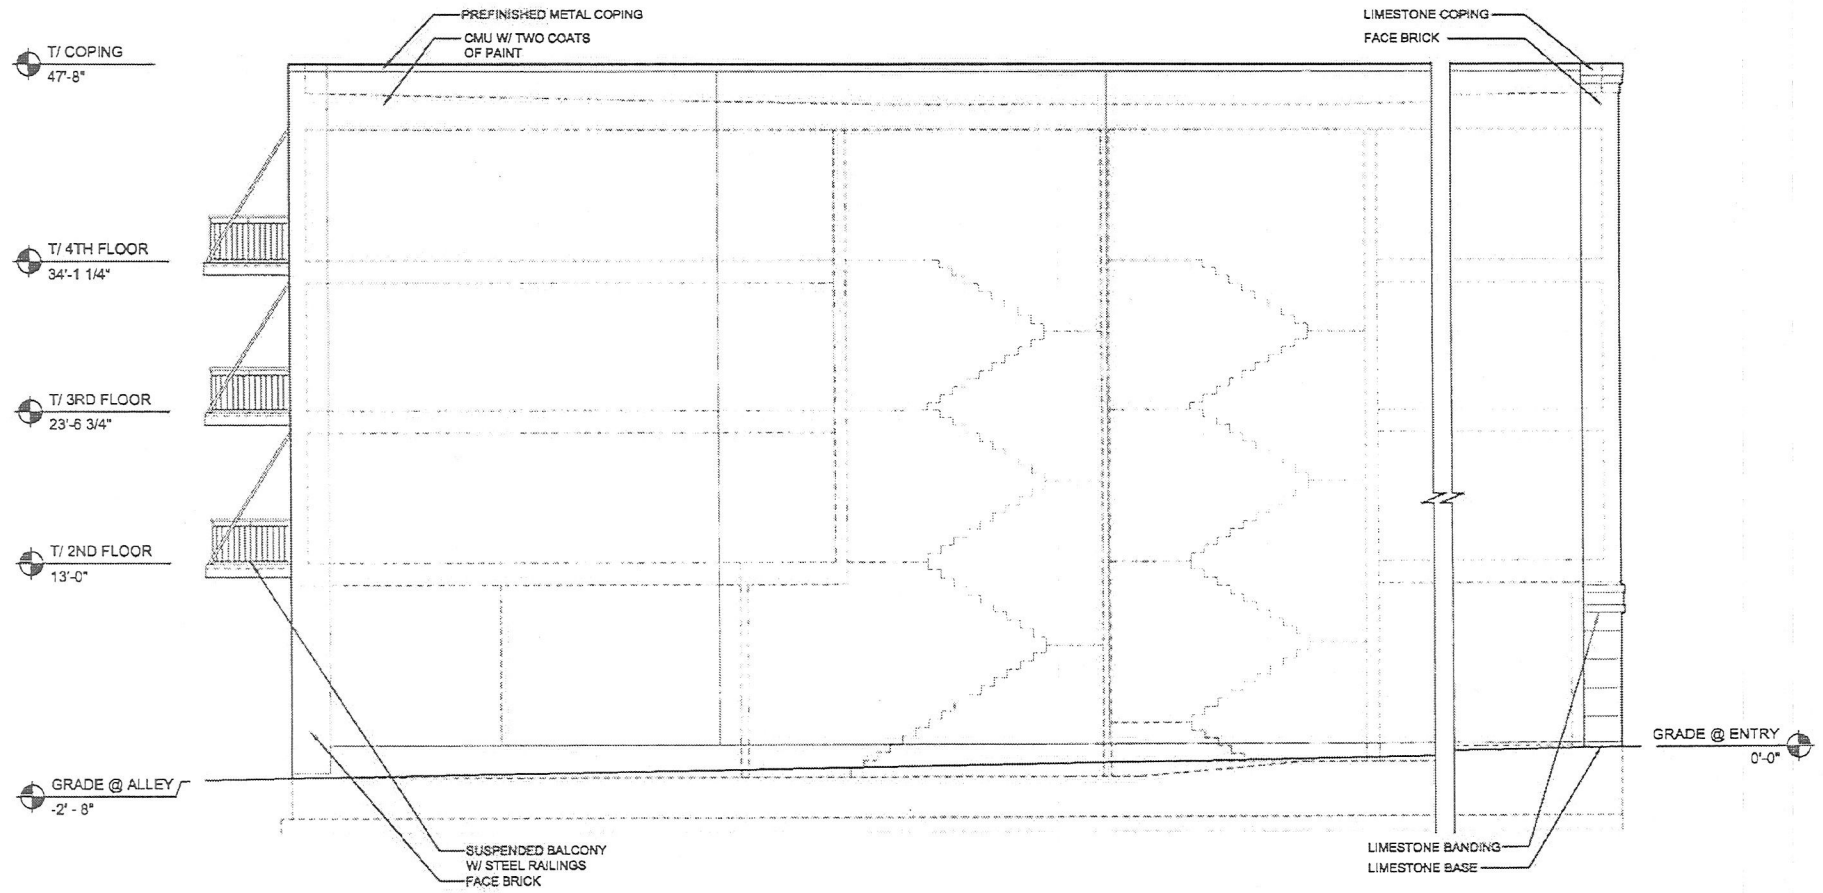 PREFINISHED METAL COPING
CMU W/ TWO COATS
OF PAINT
LIMESTONE COPING
FACE BRICK
T/ COPING
47'-8"
T/ 4TH FLOOR
34'-1 1/4"
T/ 3RD FLOOR
23'-6 3/4"
T/ 2ND FLOOR
13'-0"
GRADE @ ENTRY
0'-0"
GRADE @ ALLEY
-2' - 8"
SUSPENDED BALCONY
W/ STEEL RAILINGS
FACE BRICK
LIMESTONE BANDING
LIMESTONE BASE